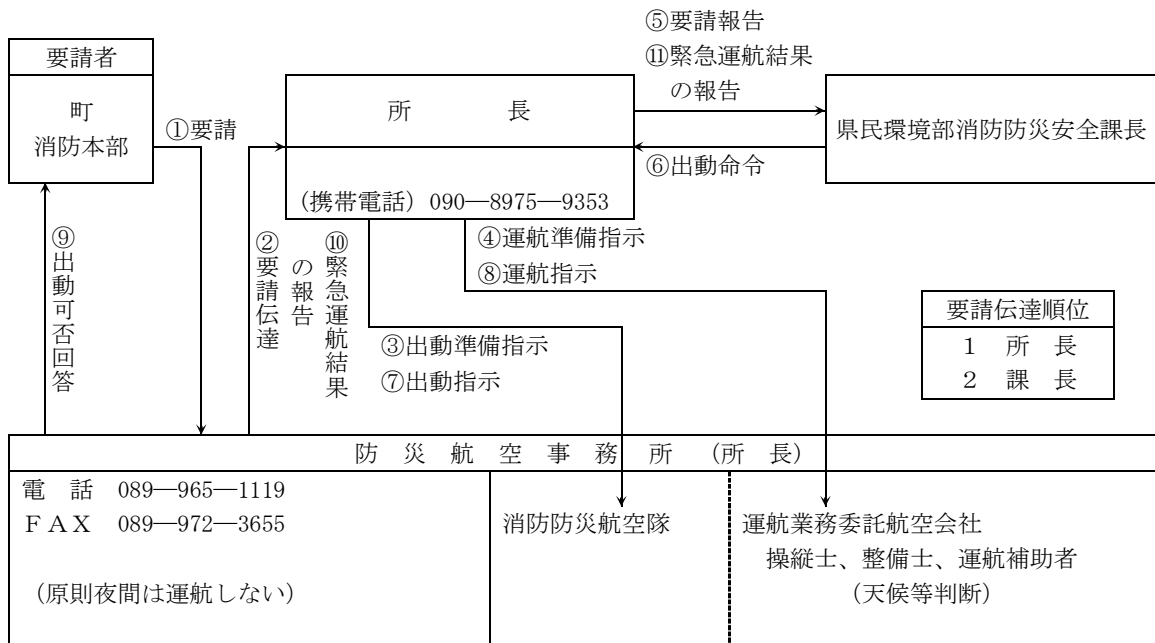 要請者
町
消防本部
①要請
所長
(携帯電話) 090―8975―9353
⑤要請報告
⑪緊急運航結果
の報告
県民環境部消防防災安全課長
⑥出動命令
⑨出動可否回答
②要請伝達
⑩緊急運航結果
の報告
④運航準備指示
⑧運航指示
③出動準備指示
⑦出動指示
要請伝達順位
1 所長
2 課長
防災航空事務所(所長)
電話 089―965―1119
FAX 089―972―3655
(原則夜間は運航しない)
消防防災航空隊
運航業務委託航空会社
操縦士、整備士、運航補助者
(天候等判断)